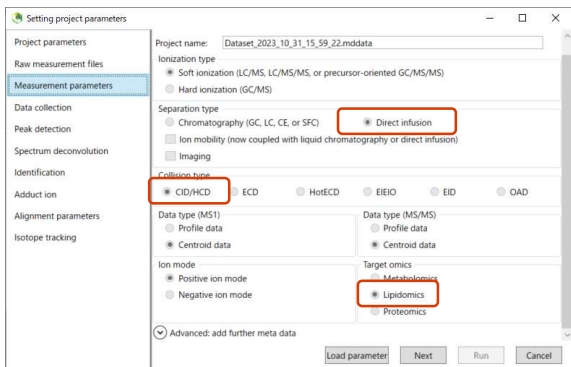 Setting project parameters
Project parameters
Raw measurement files
Measurement parameters
Data collection
Peak detection
Spectrum deconvolution
Identification
Adduct ion
Alignment parameters
Isotope tracking
Project name: Dataset_2023_10_31_15_59_22.mddata
Ionization type
Soft ionization (LC/MS, LC/MS/MS, or precursor-oriented GC/MS/MS)
Hard ionization (GC/MS)
Separation type
Chromatography (GC, LC, CE, or SFC) Direct infusion
Ion mobility (now coupled with liquid chromatography or direct infusion)
Imaging
Collision type
CID/HCD ECD HotECD EIEIO EID OAD
Data type (MS1) Data type (MS/MS)
Profile data Profile data
Centroid data Centroid data
Ion mode Target omics
Positive ion mode Metabolomics
Negative ion mode Lipidomics
Proteomics
Advanced: add further meta data
Load parameter Next Run Cancel